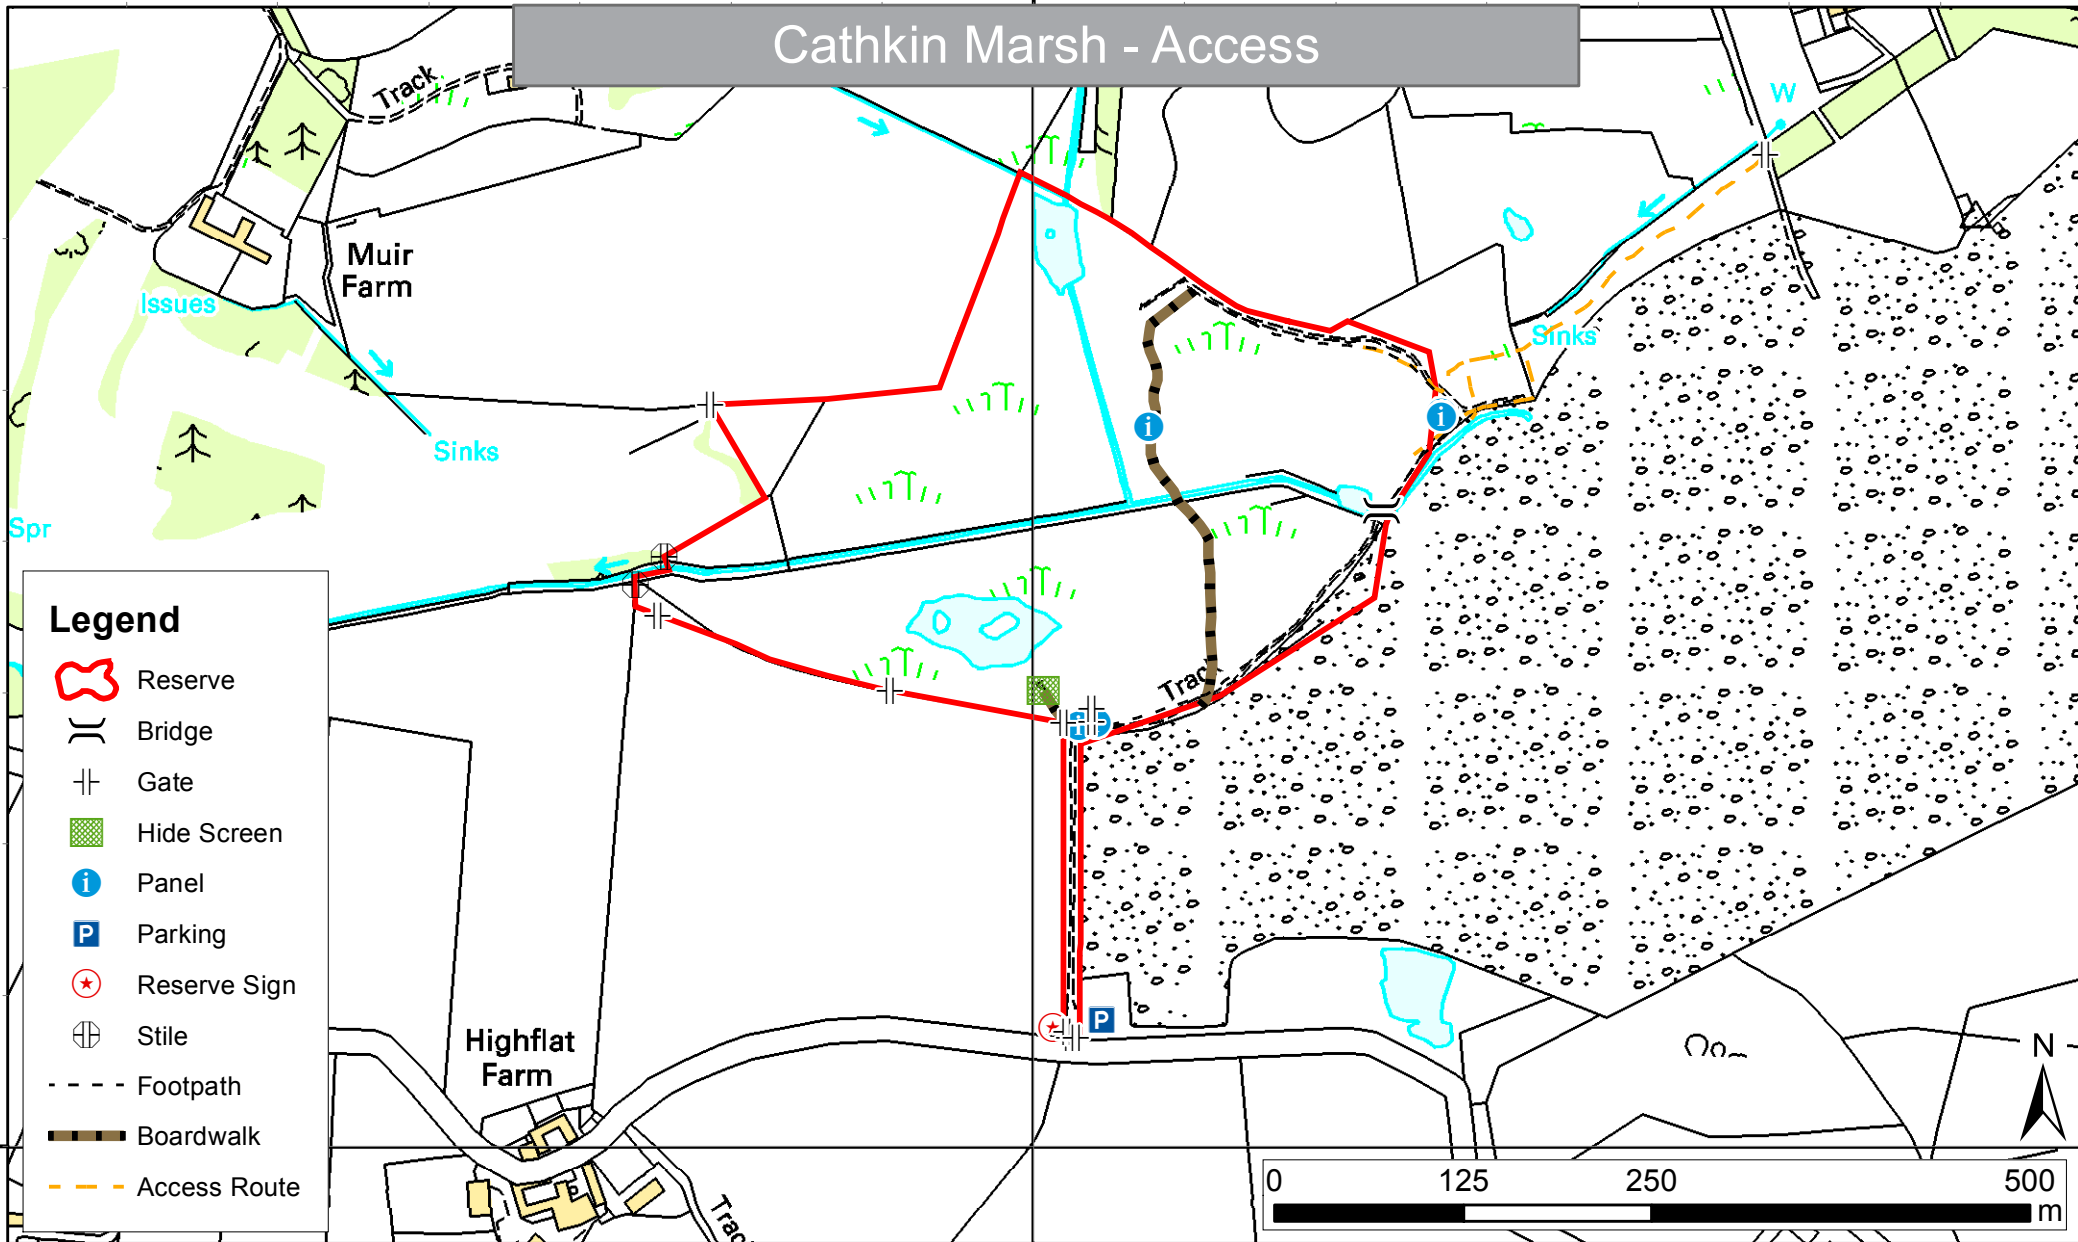 Cathkin Marsh - Access
Track
W
Muir
Farm
Issues
Sinks
Sinks
Spr
Track
Legend
Reserve
Bridge
Gate
Hide Screen
i Panel
P Parking
Reserve Sign
Stile
Footpath
Boardwalk
Access Route
i
i
i
P
Highflat
Farm
Trac
N
0 125 250 500
m